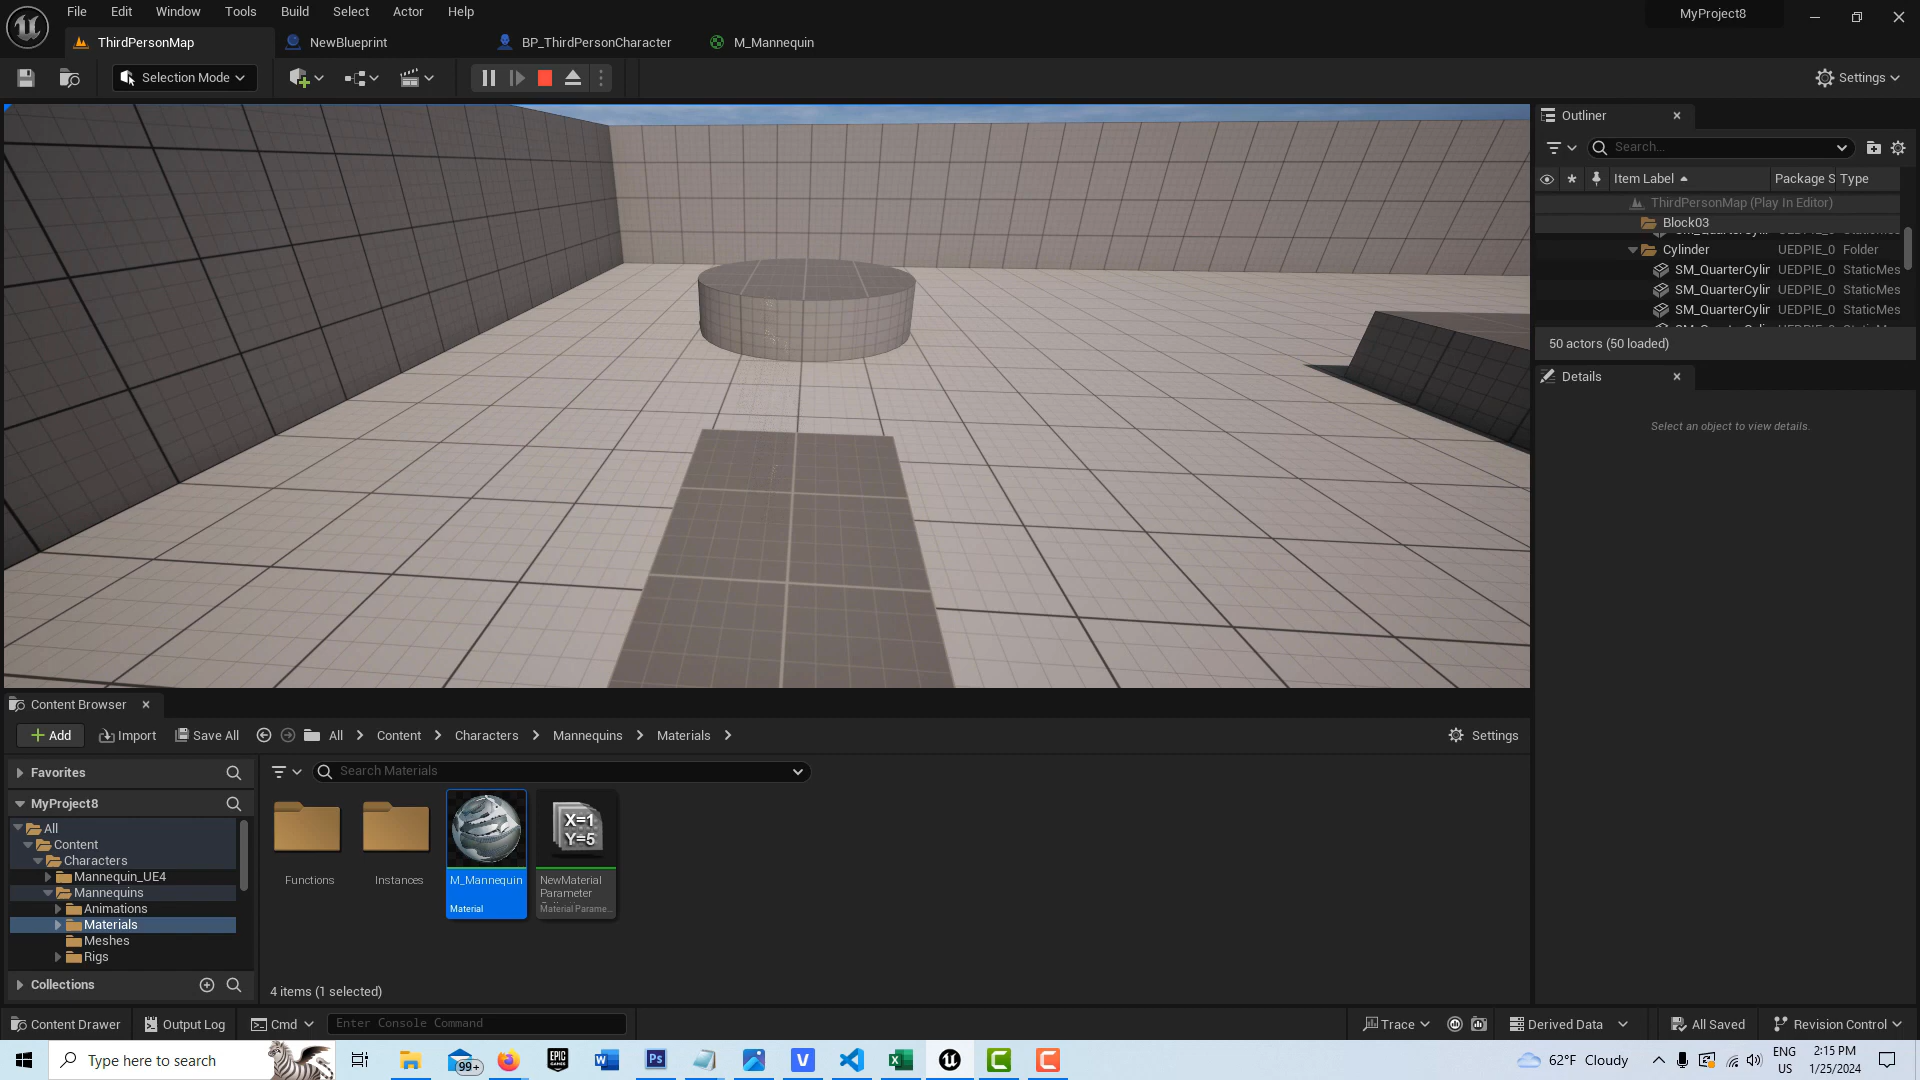 File Edit Window Tools Build Select Actor Help
MyProject8
ThirdPersonMap
NewBlueprint
BP_ThirdPersonCharacter
M_Mannequin
Selection Mode
Settings
Outliner
Search...
Item Label
Package S
Type
ThirdPersonMap (Play In Editor)
Block03
Cylinder UEDPIE_0 Folder
SM_QuarterCylir UEDPIE_0 StaticMes
SM_QuarterCylir UEDPIE_0 StaticMes
SM_QuarterCylir UEDPIE_0 StaticMes
50 actors (50 loaded)
Details
Select an object to view details.
Content Browser
Add
Import
Save All
All
Content
Characters
Mannequins
Materials
Settings
Favorites
Search Materials
MyProject8
All
Content
Characters
Mannequin_UE4
Mannequins
Animations
Materials
Meshes
Rigs
Functions
Instances
M_Mannequin
Material
X=1
Y=5
NewMaterial
Parameter
Material Parame...
Collections
4 items (1 selected)
Content Drawer
Output Log
Cmd
Enter Console Command
Trace
Derived Data
All Saved
Revision Control
Type here to search
99+
EPIC
GAMES
W
Ps
V
62°F Cloudy
ENG
US
2:15 PM
1/25/2024